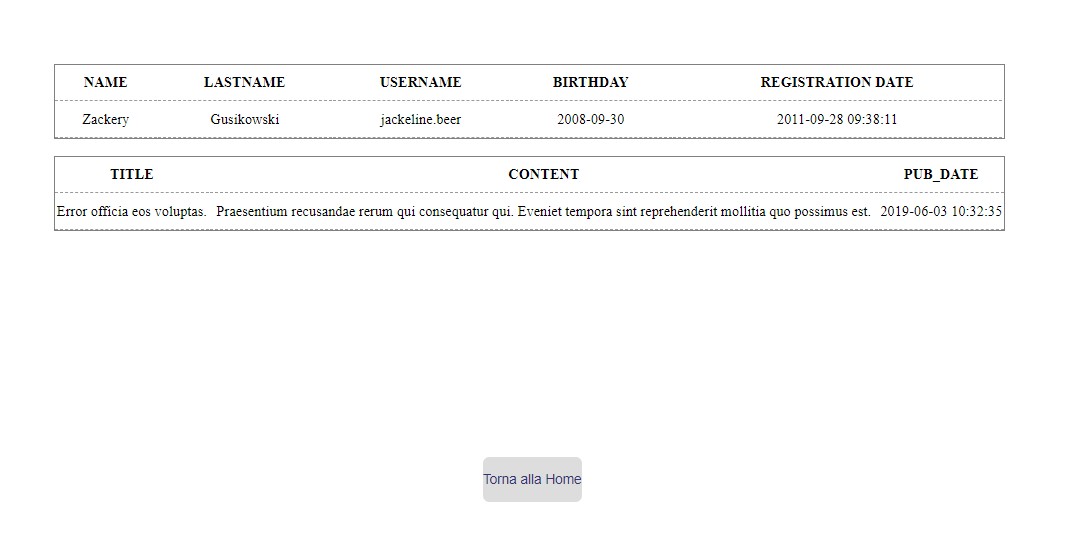 NAME LASTNAME USERNAME BIRTHDAY REGISTRATION DATE
Zackery Gusikowski jackeline.beer 2008-09-30 2011-09-28 09:38:11
TITLE CONTENT PUB_DATE
Error officia eos voluptas. Praesentium recusandae rerum qui consequatur qui. Eveniet tempora sint reprehenderit mollitia quo possimus est. 2019-06-03 10:32:35
Torna alla Home